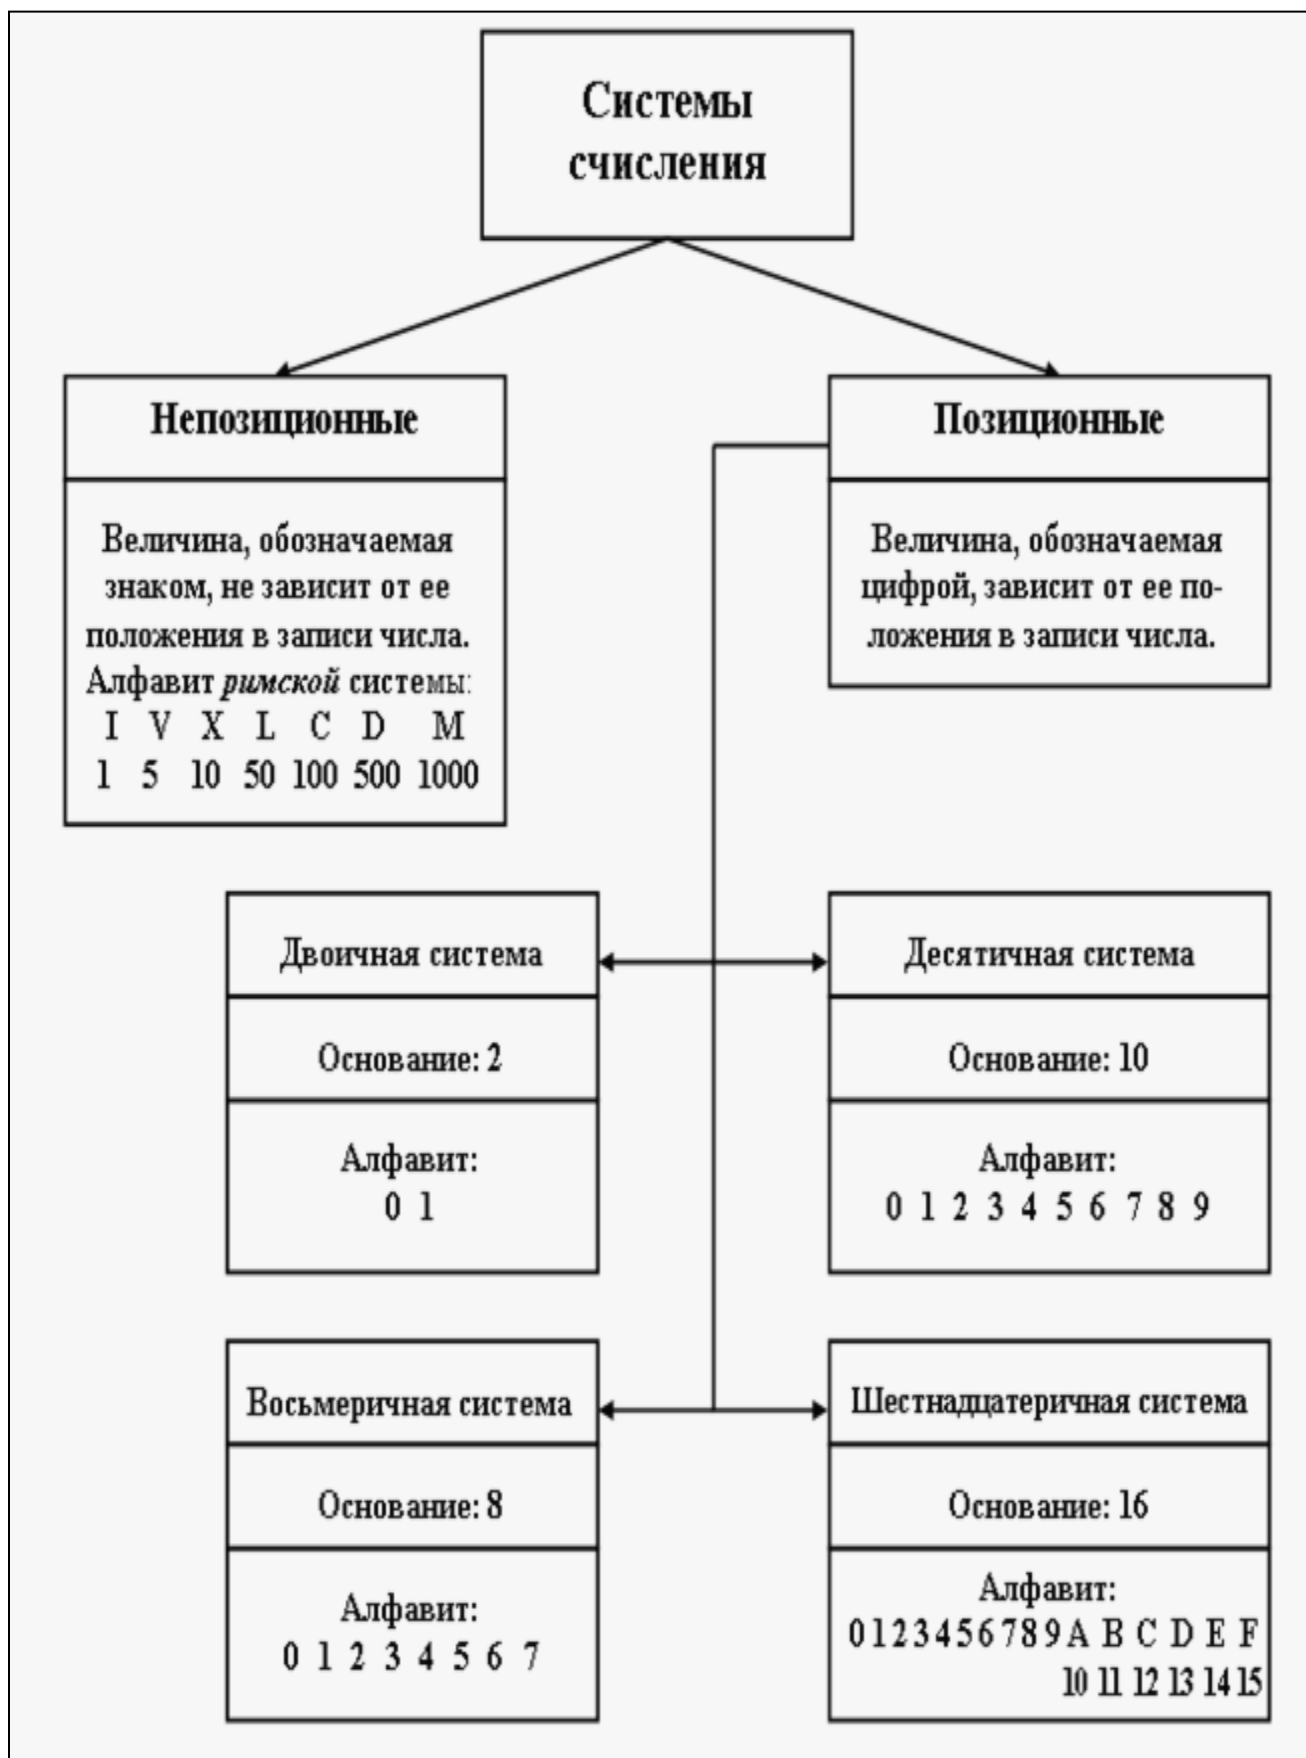 Системы
счисления
Непозиционные
Величина, обозначаемая
знаком, не зависит от ее
положения в записи числа.
Алфавит римской системы:
I V X L C D M
1 5 10 50 100 500 1000
Позиционные
Величина, обозначаемая
цифрой, зависит от ее по-
ложения в записи числа.
Двоичная система
Основание: 2
Алфавит:
0 1
Десятичная система
Основание: 10
Алфавит:
0 1 2 3 4 5 6 7 8 9
Восьмеричная система
Основание: 8
Алфавит:
0 1 2 3 4 5 6 7
Шестнадцатеричная система
Основание: 16
Алфавит:
0 1 2 3 4 5 6 7 8 9 A B C D E F
10 11 12 13 14 15